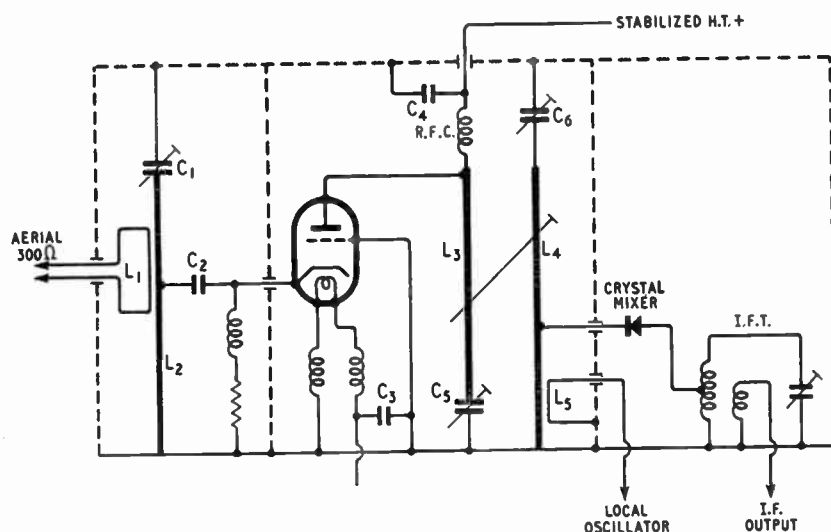 STABILIZED H.T.+
C4
R.F.C.
C6
C1
AERIAL
300Ω
L1
C2
L3
L4
CRYSTAL
MIXER
I.F.T.
L2
C3
C5
L5
LOCAL
OSCILLATOR
I.F.
OUTPUT